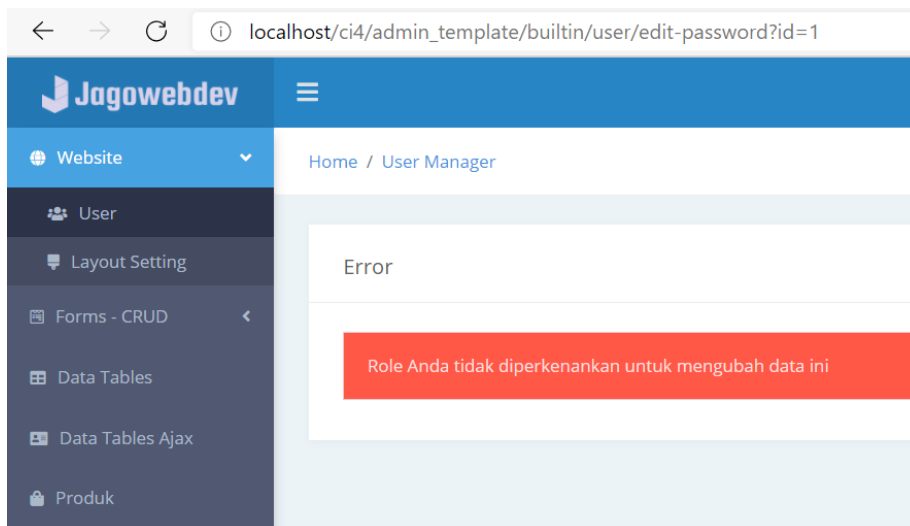 localhost/ci4/admin_template/builtin/user/edit-password?id=1
Jagowebdev
Website
Home / User Manager
User
Layout Setting
Error
Forms - CRUD
Role Anda tidak diperkenankan untuk mengubah data ini
Data Tables
Data Tables Ajax
Produk